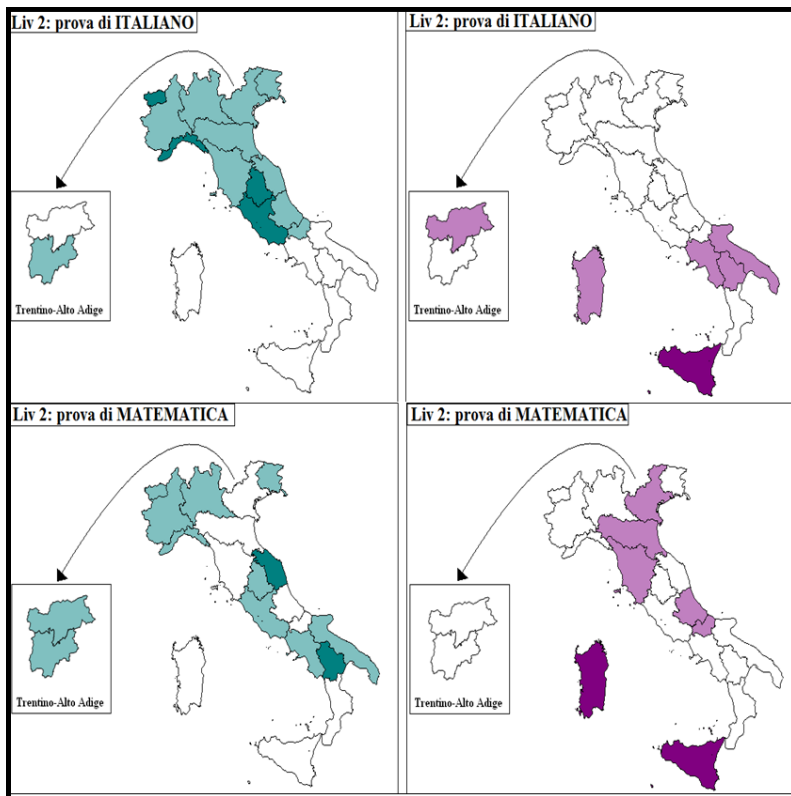 Liv 2: prova di ITALIANO
Liv 2: prova di ITALIANO
Trentino-Alto Adige
Trentino-Alto Adige
Liv 2: prova di MATEMATICA
Liv 2: prova di MATEMATICA
Trentino-Alto Adige
Trentino-Alto Adige